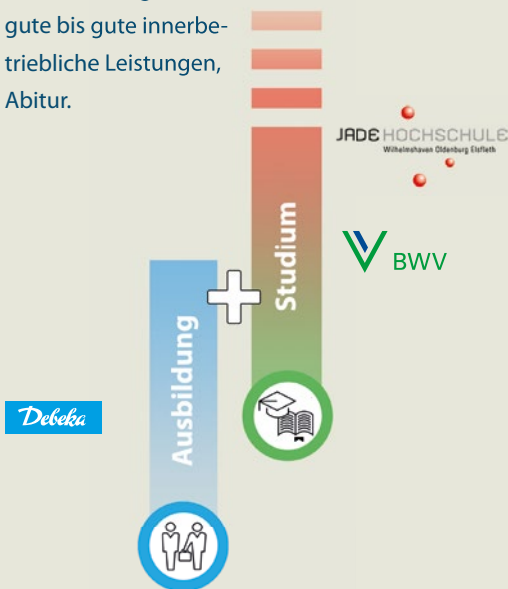 gute bis gute innerbe-
triebliche Leistungen,
Abitur.
JADE HOCHSCHULE
Wilhelmshaven Oldenburg Elsfleth
BWV
Studium
Ausbildung
Debeka